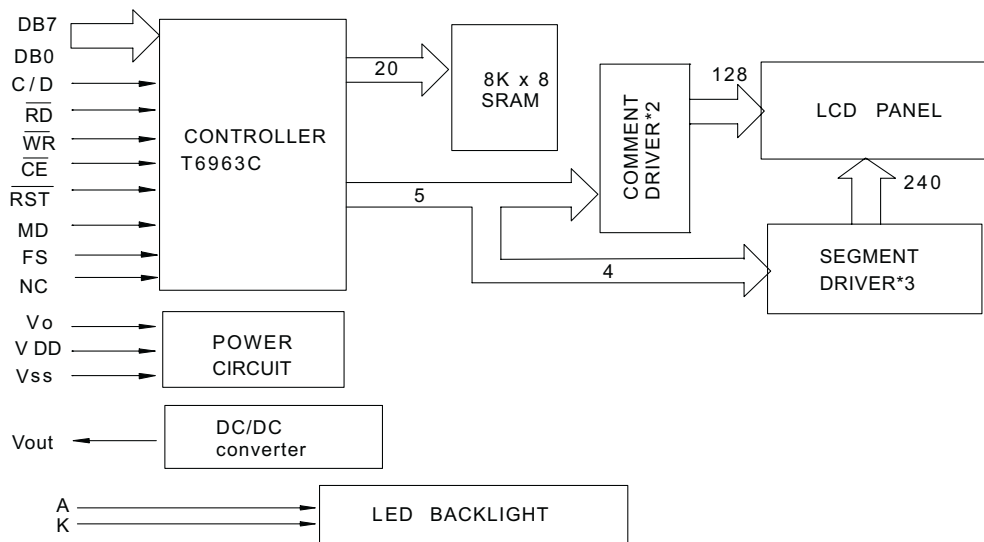 DB7
DB0
C/D
RD
WR
CE
RST
MD
FS
NC
CONTROLLER
T6963C
20
8K x 8
SRAM
5
COMMENT
DRIVER*2
128
LCD PANEL
240
4
SEGMENT
DRIVER*3
Vo
VDD
Vss
POWER
CIRCUIT
Vout
DC/DC
converter
A
K
LED BACKLIGHT